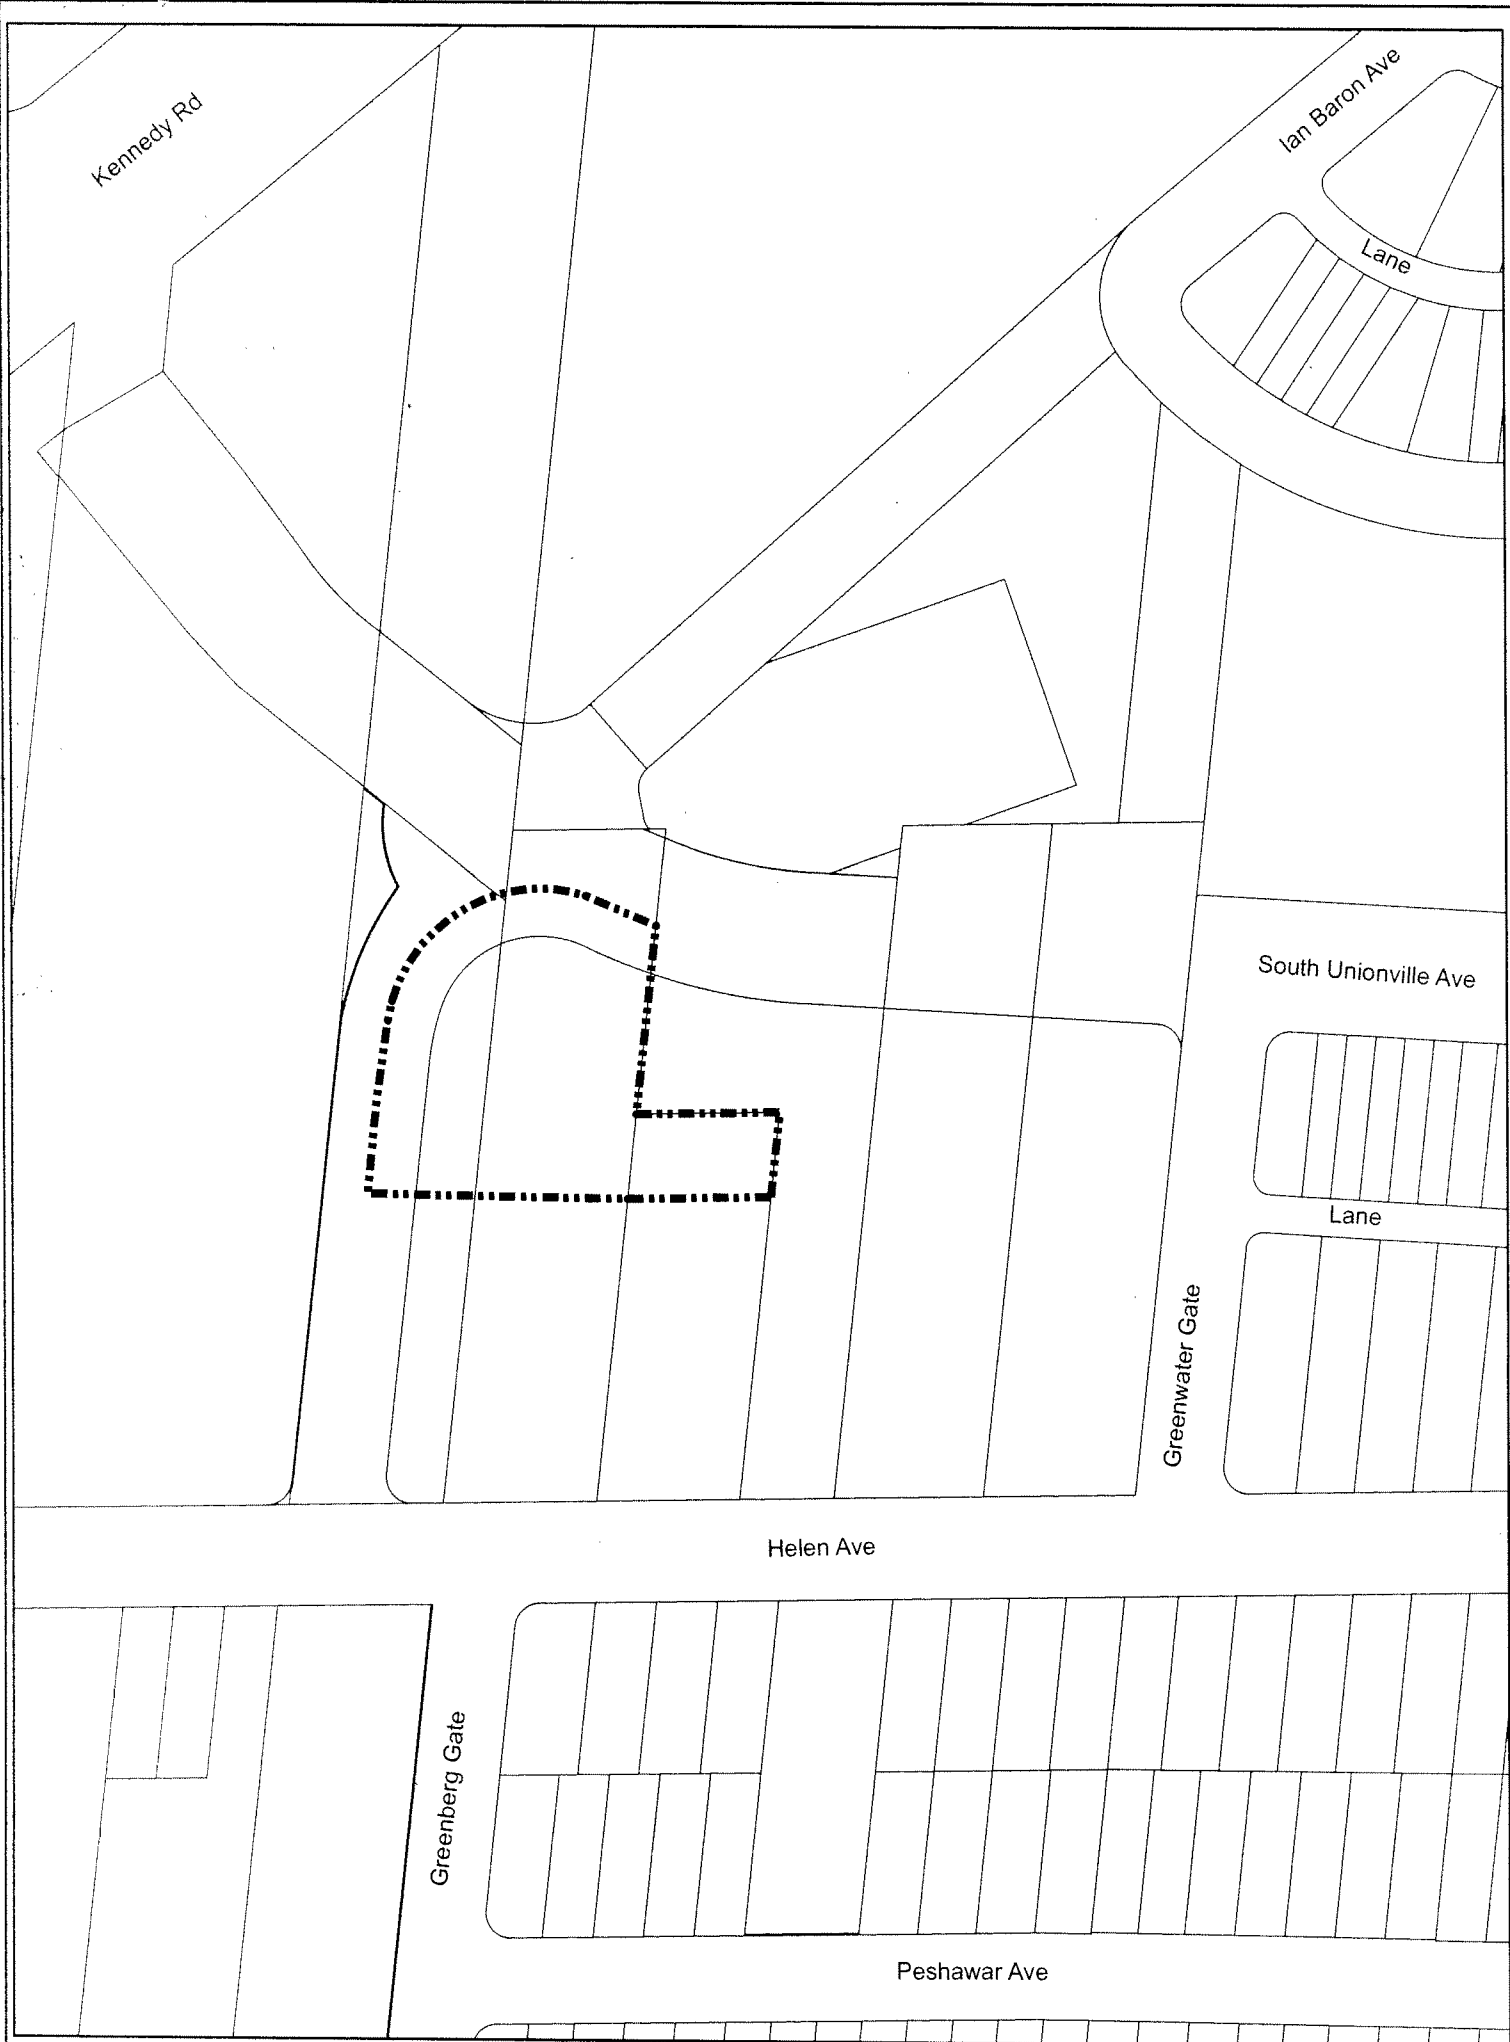 Kennedy Rd
Ian Baron Ave
Lane
South Unionville Ave
Lane
Greenwater Gate
Helen Ave
Greenberg Gate
Peshawar Ave